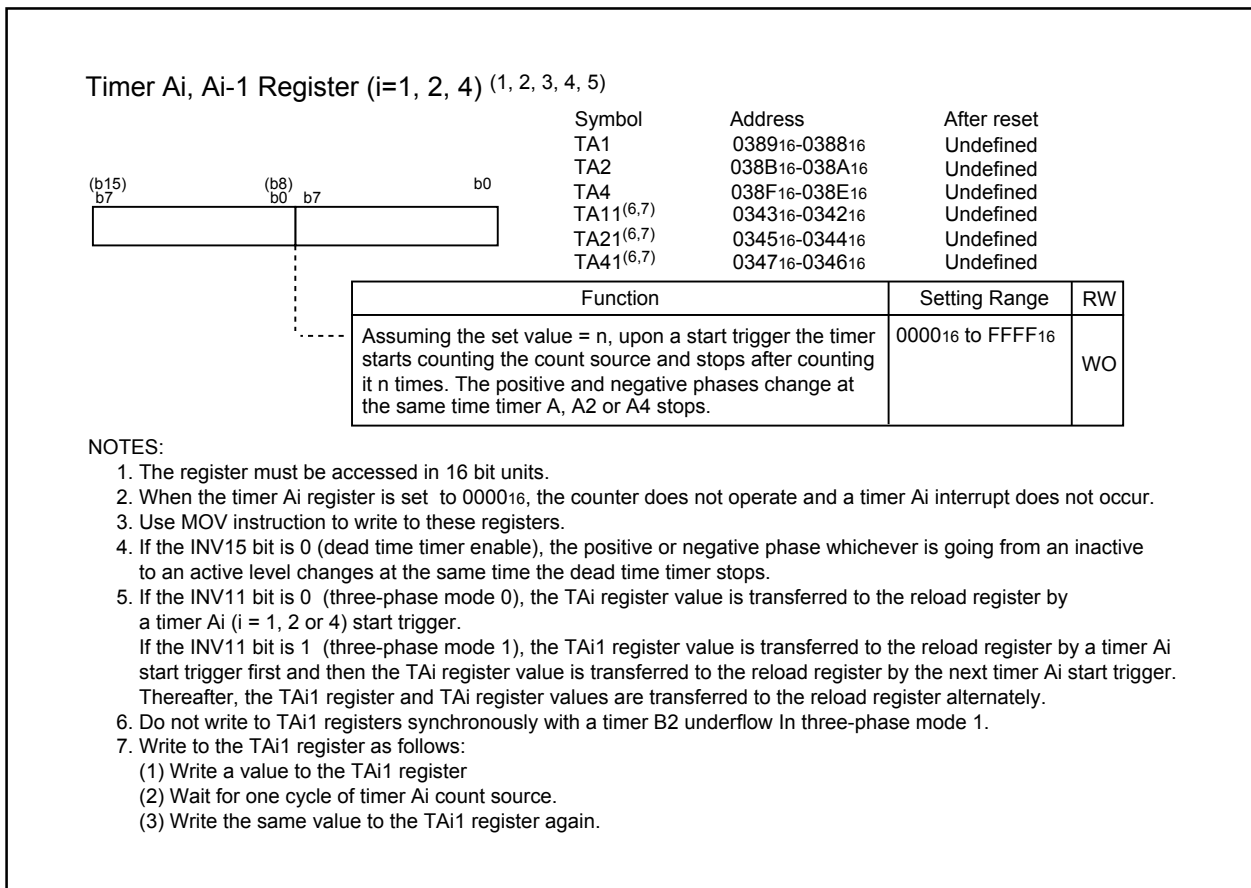 Timer Ai, Ai-1 Register (i=1, 2, 4) (1, 2, 3, 4, 5)
Symbol Address After reset
TA1 038916-038816 Undefined
TA2 038B16-038A16 Undefined
TA4 038F16-038E16 Undefined
TA11(6,7) 034316-034216 Undefined
TA21(6,7) 034516-034416 Undefined
TA41(6,7) 034716-034616 Undefined
(b15) (b8)
b7 b0 b7 b0
Function Setting Range RW
Assuming the set value = n, upon a start trigger the timer
starts counting the count source and stops after counting
it n times. The positive and negative phases change at
the same time timer A, A2 or A4 stops.
000016 to FFFF16
WO
NOTES:
1. The register must be accessed in 16 bit units.
2. When the timer Ai register is set to 000016, the counter does not operate and a timer Ai interrupt does not occur.
3. Use MOV instruction to write to these registers.
4. If the INV15 bit is 0 (dead time timer enable), the positive or negative phase whichever is going from an inactive
to an active level changes at the same time the dead time timer stops.
5. If the INV11 bit is 0 (three-phase mode 0), the TAi register value is transferred to the reload register by
a timer Ai (i = 1, 2 or 4) start trigger.
If the INV11 bit is 1 (three-phase mode 1), the TAi1 register value is transferred to the reload register by a timer Ai
start trigger first and then the TAi register value is transferred to the reload register by the next timer Ai start trigger.
Thereafter, the TAi1 register and TAi register values are transferred to the reload register alternately.
6. Do not write to TAi1 registers synchronously with a timer B2 underflow In three-phase mode 1.
7. Write to the TAi1 register as follows:
(1) Write a value to the TAi1 register
(2) Wait for one cycle of timer Ai count source.
(3) Write the same value to the TAi1 register again.